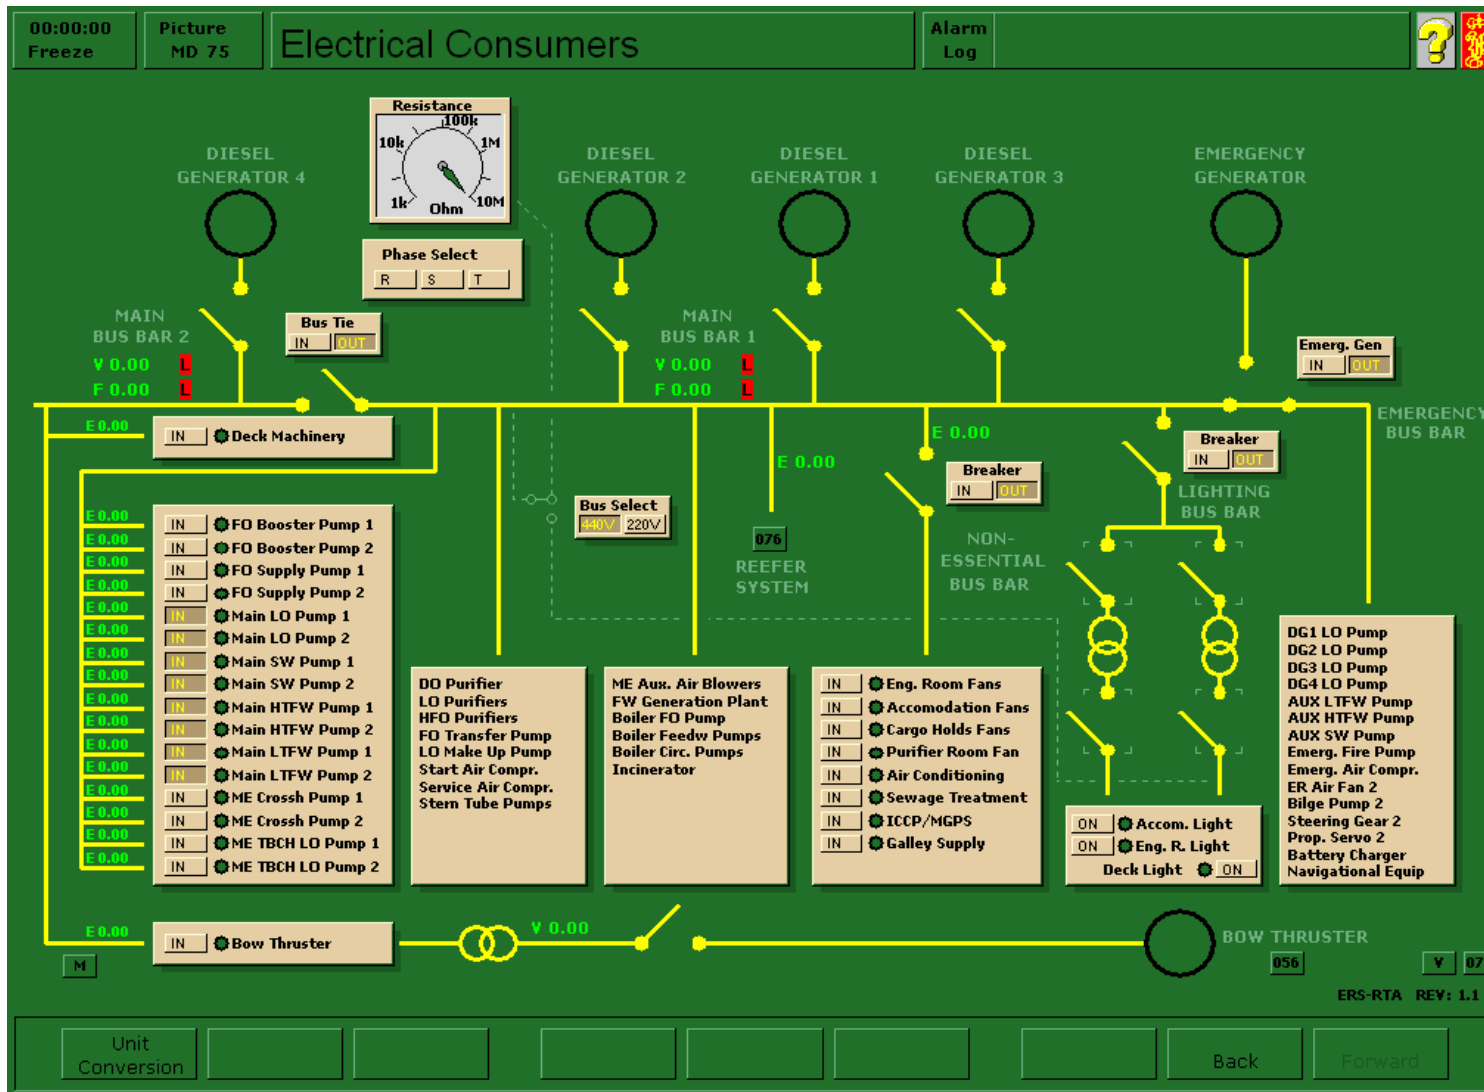 00:00:00
Freeze
Picture
MD 75
Electrical Consumers
Alarm
Log
Resistance
100k
10k
1M
1k
10M
Ohm
Phase Select
R S T
DIESEL
GENERATOR 4
DIESEL
GENERATOR 2
DIESEL
GENERATOR 1
DIESEL
GENERATOR 3
EMERGENCY
GENERATOR
MAIN
BUS BAR 2
V 0.00 L
F 0.00 L
Bus Tie
IN OUT
MAIN
BUS BAR 1
V 0.00 L
F 0.00 L
Emerg. Gen
IN OUT
EMERGENCY
BUS BAR
E 0.00 IN Deck Machinery
E 0.00
E 0.00
Breaker
IN OUT
Breaker
IN OUT
LIGHTING
BUS BAR
Bus Select
440V 220V
076
REEFER
SYSTEM
NON-
ESSENTIAL
BUS BAR
E 0.00 IN FO Booster Pump 1
E 0.00 IN FO Booster Pump 2
E 0.00 IN FO Supply Pump 1
E 0.00 IN FO Supply Pump 2
E 0.00 IN Main LO Pump 1
E 0.00 IN Main LO Pump 2
E 0.00 IN Main SW Pump 1
E 0.00 IN Main SW Pump 2
E 0.00 IN Main HTFW Pump 1
E 0.00 IN Main HTFW Pump 2
E 0.00 IN Main LTFW Pump 1
E 0.00 IN Main LTFW Pump 2
E 0.00 IN ME Crossh Pump 1
E 0.00 IN ME Crossh Pump 2
E 0.00 IN ME TBCH LO Pump 1
E 0.00 IN ME TBCH LO Pump 2
DO Purifier
LO Purifiers
HFO Purifiers
FO Transfer Pump
LO Make Up Pump
Start Air Compr.
Service Air Compr.
Stern Tube Pumps
ME Aux. Air Blowers
FW Generation Plant
Boiler FO Pump
Boiler Feedw Pumps
Boiler Circ. Pumps
Incinerator
IN Eng. Room Fans
IN Accomodation Fans
IN Cargo Holds Fans
IN Purifier Room Fan
IN Air Conditioning
IN Sewage Treatment
IN ICCP/MGPS
IN Galley Supply
ON Accom. Light
ON Eng. R. Light
Deck Light ON
DG1 LO Pump
DG2 LO Pump
DG3 LO Pump
DG4 LO Pump
AUX LTFW Pump
AUX HTFW Pump
AUX SW Pump
Emerg. Fire Pump
Emerg. Air Compr.
ER Air Fan 2
Bilge Pump 2
Steering Gear 2
Prop. Servo 2
Battery Charger
Navigational Equip
E 0.00 IN Bow Thruster
V 0.00
BOW THRUSTER
056
M
V 07
ERS-RTA REV: 1.1
Unit
Conversion
Back
Forward